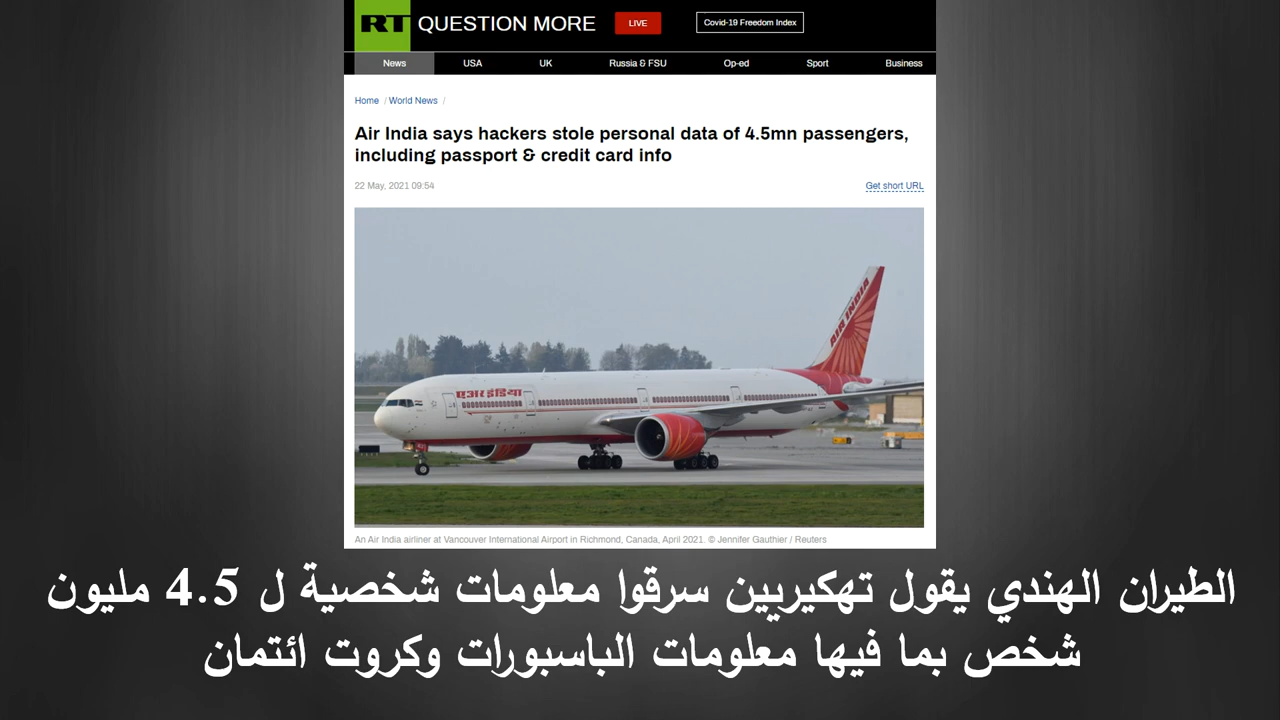 RT QUESTION MORE LIVE Covid-19 Freedom Index
News USA UK Russia & FSU Op-ed Sport Business
Home / World News /
Air India says hackers stole personal data of 4.5mn passengers,
including passport & credit card info
22 May, 2021 09:54 Get short URL
AIR INDIA
एअर इंडिया
An Air India airliner at Vancouver International Airport in Richmond, Canada, April 2021. © Jennifer Gauthier / Reuters
الطيران الهندي يقول تهكيريين سرقوا معلومات شخصية ل 4.5 مليون
شخص بما فيها معلومات الباسبورات وكروت ائتمان